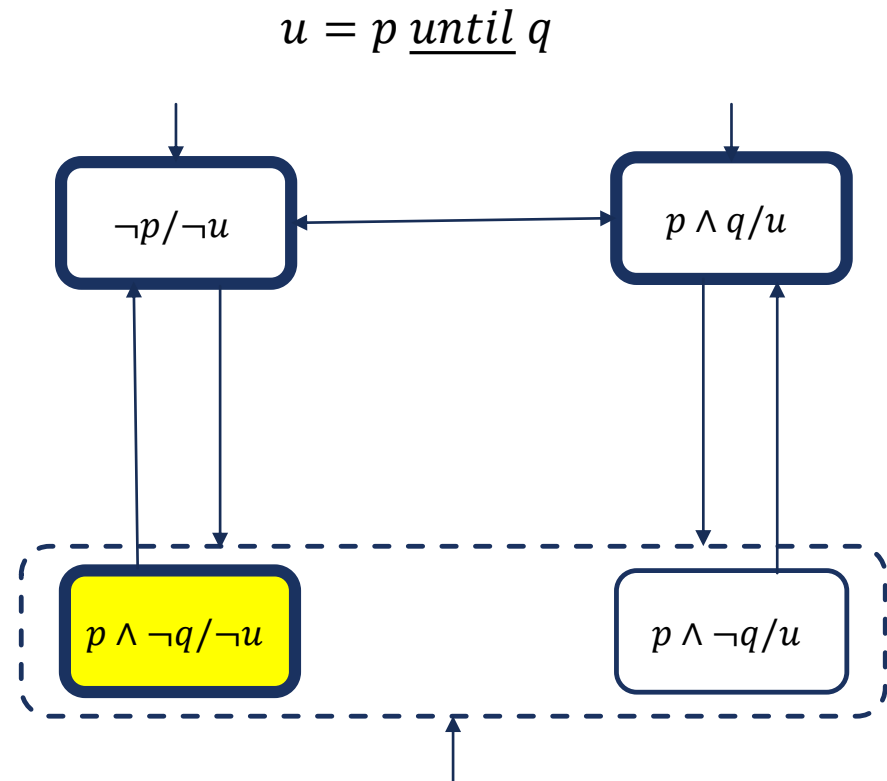 u = p until q
¬p/¬u
p ∧ q/u
p ∧ ¬q/¬u
p ∧ ¬q/u